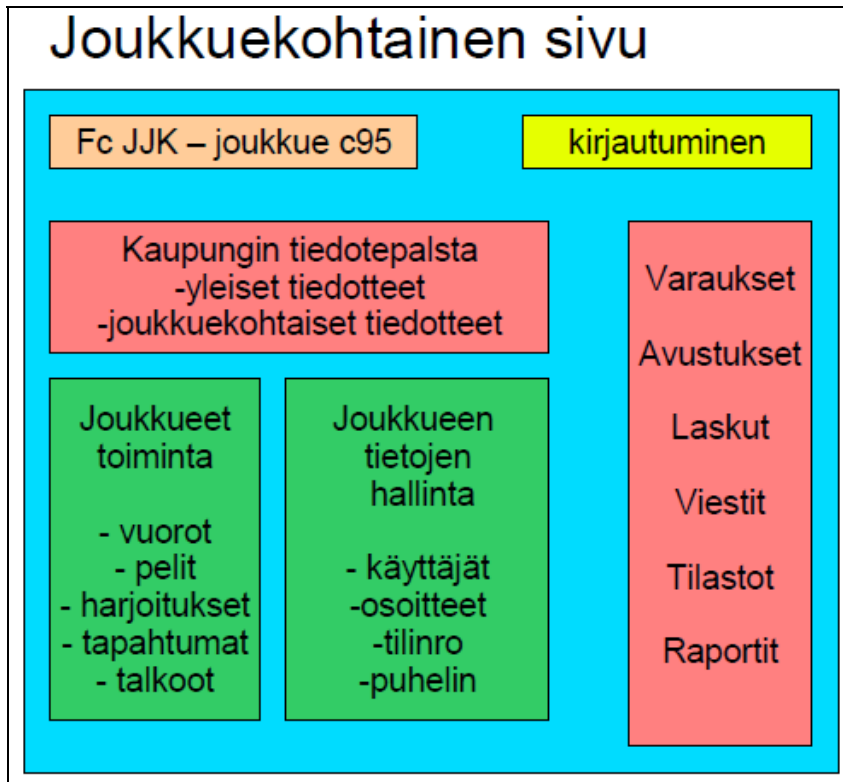 Joukkuekohtainen sivu
Fc JJK – joukkue c95
kirjautuminen
Kaupungin tiedotepalsta
-yleiset tiedotteet
-joukkuekohtaiset tiedotteet
Joukkueet
toiminta
- vuorot
- pelit
- harjoitukset
- tapahtumat
- talkoot
Joukkueen
tietojen
hallinta
- käyttäjät
-osoitteet
-tilinro
-puhelin
Varaukset
Avustukset
Laskut
Viestit
Tilastot
Raportit